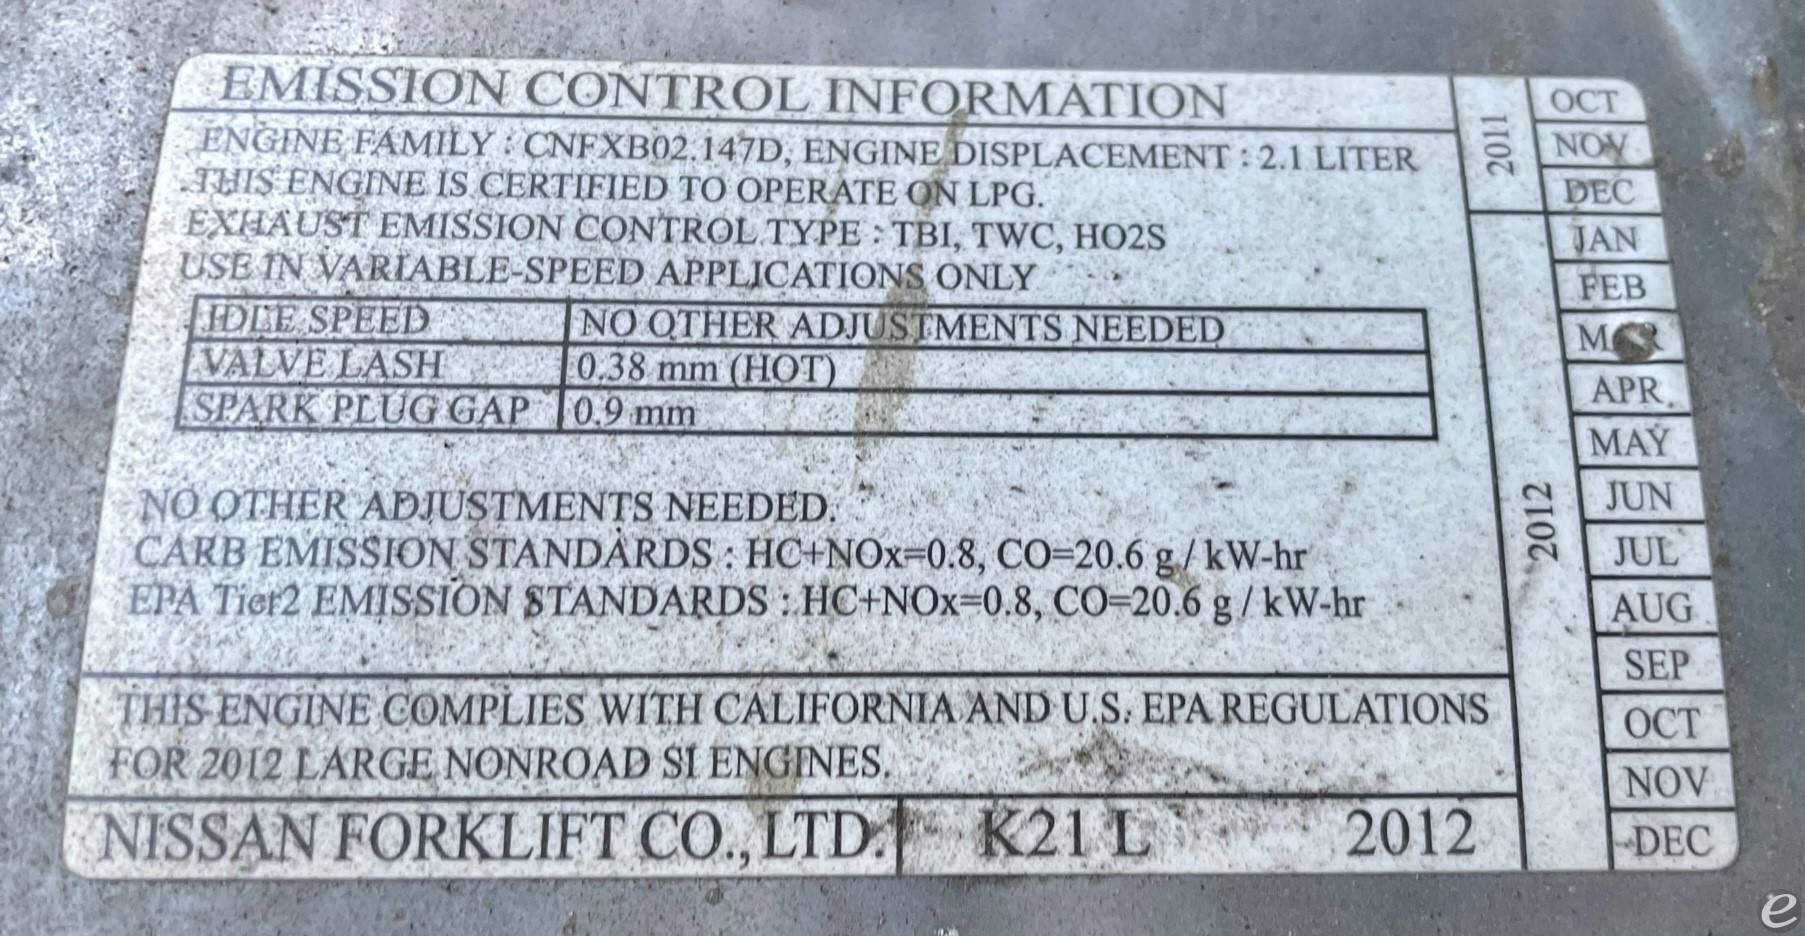 EMISSION CONTROL INFORMATION
ENGINE FAMILY : CNFXB02.147D, ENGINE DISPLACEMENT : 2.1 LITER
THIS ENGINE IS CERTIFIED TO OPERATE ON LPG.
EXHAUST EMISSION CONTROL TYPE : TBI, TWC, HO2S
USE IN VARIABLE-SPEED APPLICATIONS ONLY
IDLE SPEED NO OTHER ADJUSTMENTS NEEDED
VALVE LASH 0.38 mm (HOT)
SPARK PLUG GAP 0.9 mm
NO OTHER ADJUSTMENTS NEEDED.
CARB EMISSION STANDARDS : HC+NOx=0.8, CO=20.6 g / kW-hr
EPA Tier2 EMISSION STANDARDS : HC+NOx=0.8, CO=20.6 g / kW-hr
THIS ENGINE COMPLIES WITH CALIFORNIA AND U.S. EPA REGULATIONS
FOR 2012 LARGE NONROAD SI ENGINES.
NISSAN FORKLIFT CO., LTD. K21 L 2012
2011
OCT
NOV
DEC
2012
JAN
FEB
MAR
APR
MAY
JUN
JUL
AUG
SEP
OCT
NOV
DEC
e